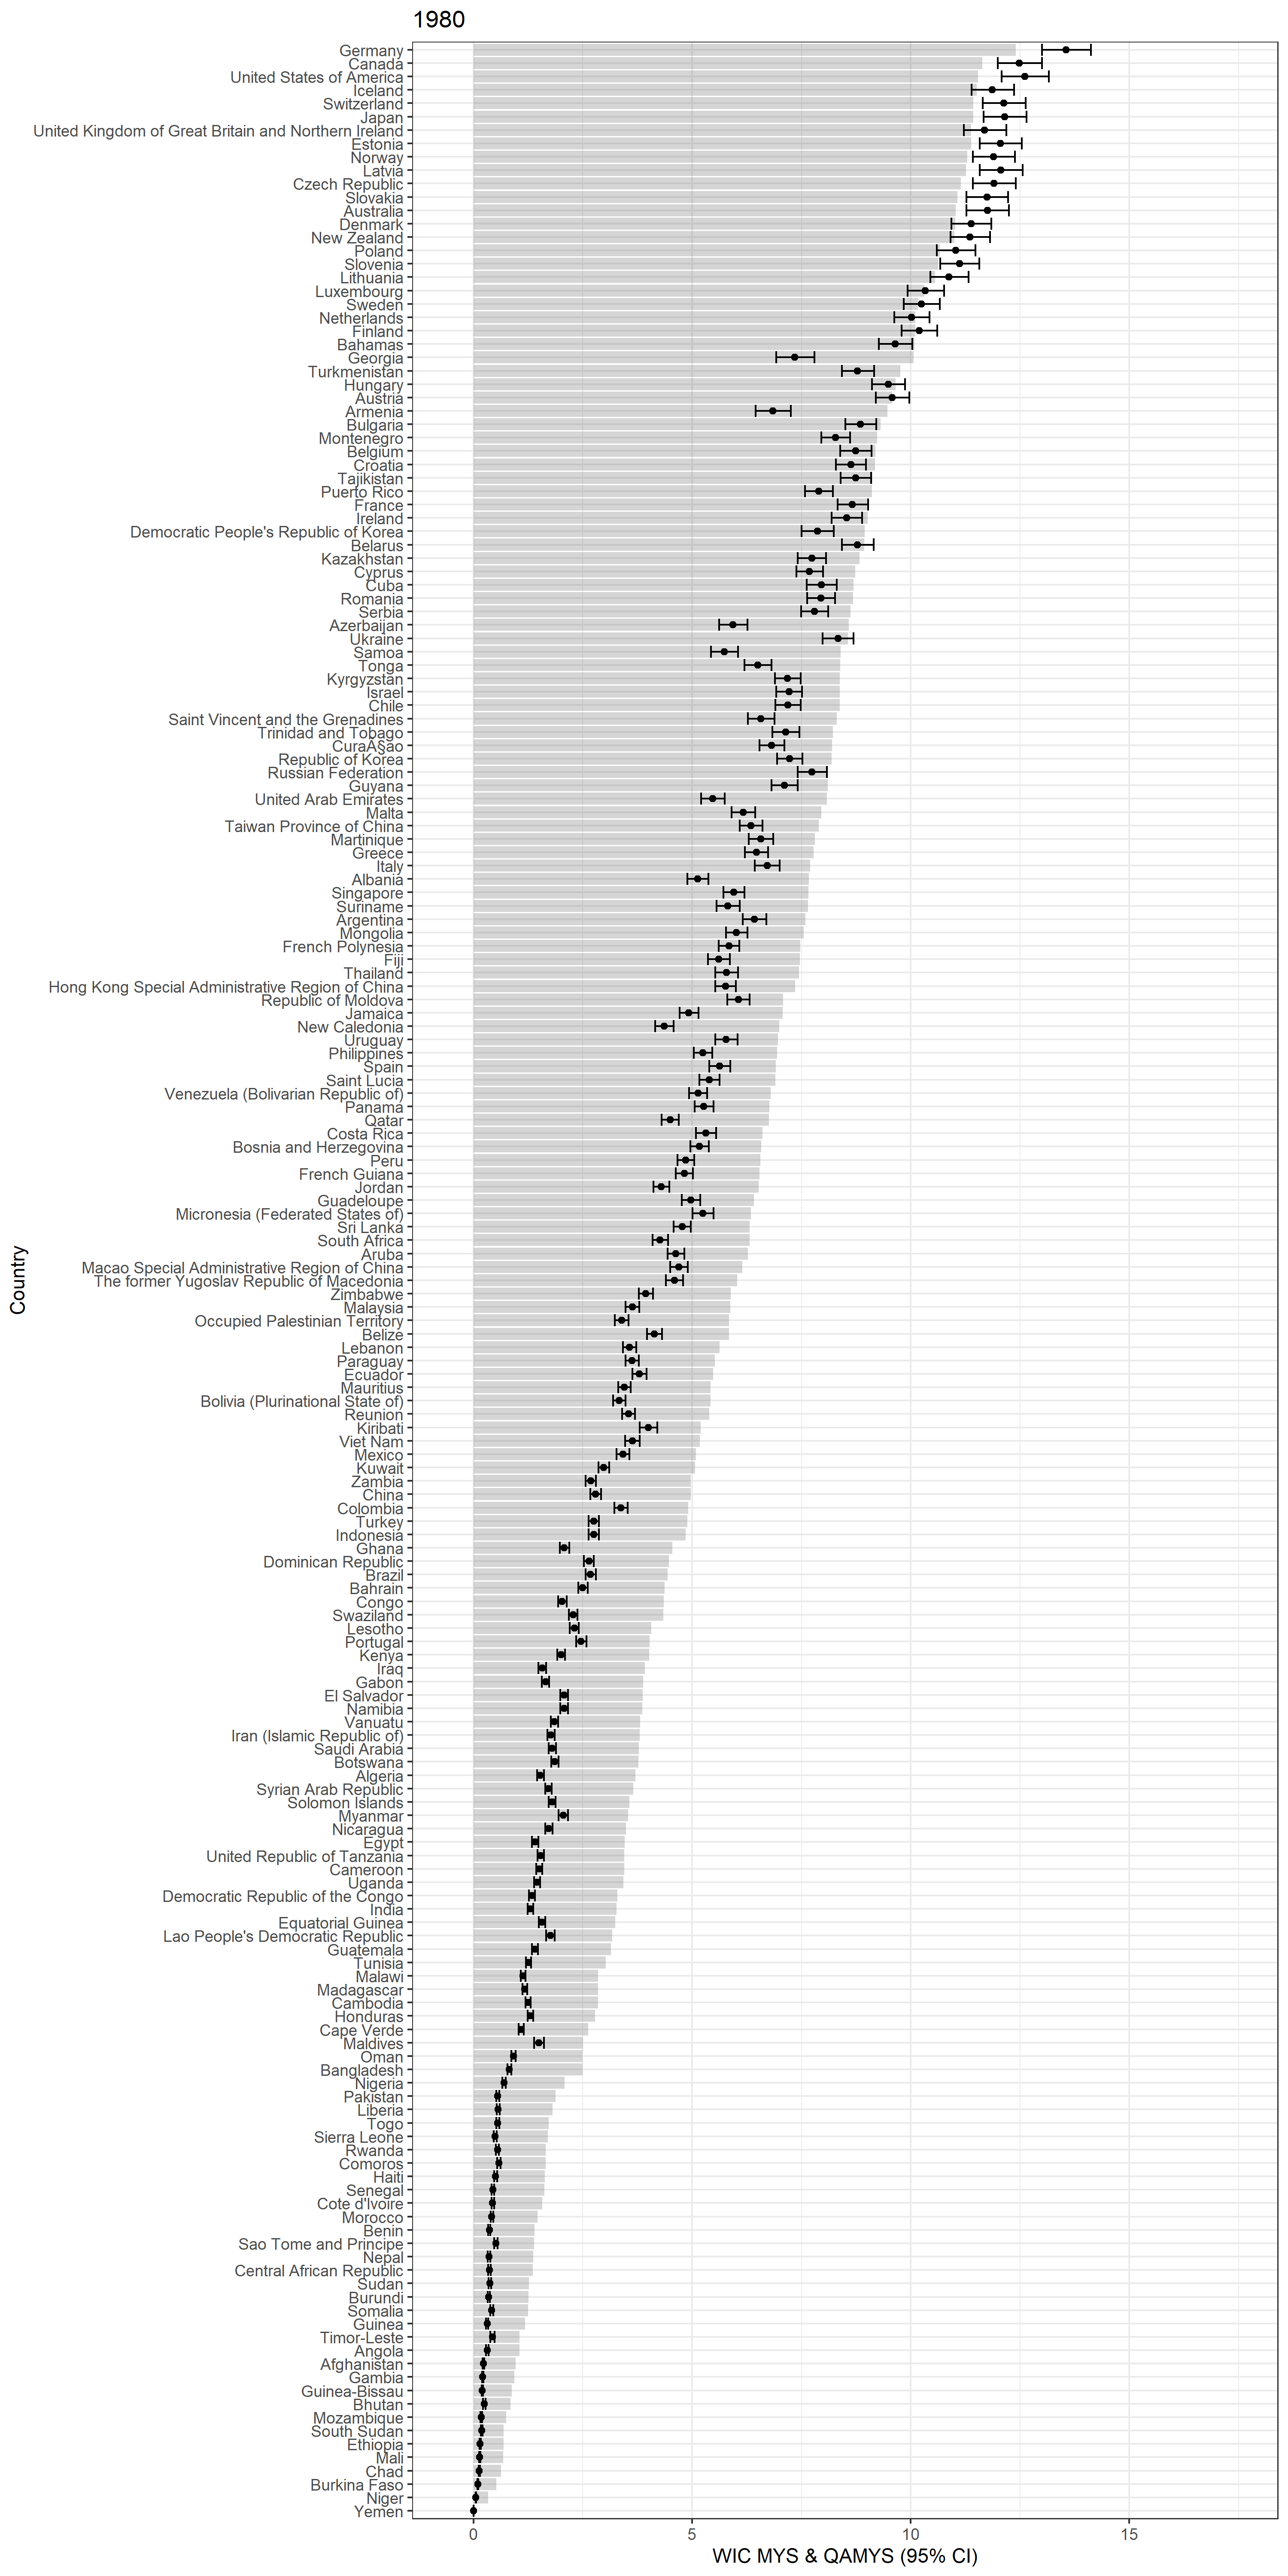 1980
Germany
Canada
United States of America
Iceland
Switzerland
Japan
United Kingdom of Great Britain and Northern Ireland
Estonia
Norway
Latvia
Czech Republic
Slovakia
Australia
Denmark
New Zealand
Poland
Slovenia
Lithuania
Luxembourg
Sweden
Netherlands
Finland
Bahamas
Georgia
Turkmenistan
Hungary
Austria
Armenia
Bulgaria
Montenegro
Belgium
Croatia
Tajikistan
Puerto Rico
France
Ireland
Democratic People's Republic of Korea
Belarus
Kazakhstan
Cyprus
Cuba
Romania
Serbia
Azerbaijan
Ukraine
Samoa
Tonga
Kyrgyzstan
Israel
Chile
Saint Vincent and the Grenadines
Trinidad and Tobago
CuraÃ§ao
Republic of Korea
Russian Federation
Guyana
United Arab Emirates
Malta
Taiwan Province of China
Martinique
Greece
Italy
Albania
Singapore
Suriname
Argentina
Mongolia
French Polynesia
Fiji
Thailand
Hong Kong Special Administrative Region of China
Republic of Moldova
Jamaica
New Caledonia
Uruguay
Philippines
Spain
Saint Lucia
Venezuela (Bolivarian Republic of)
Panama
Qatar
Costa Rica
Bosnia and Herzegovina
Peru
French Guiana
Jordan
Guadeloupe
Micronesia (Federated States of)
Sri Lanka
South Africa
Aruba
Macao Special Administrative Region of China
The former Yugoslav Republic of Macedonia
Zimbabwe
Malaysia
Occupied Palestinian Territory
Belize
Lebanon
Paraguay
Ecuador
Mauritius
Bolivia (Plurinational State of)
Reunion
Kiribati
Viet Nam
Mexico
Kuwait
Zambia
China
Colombia
Turkey
Indonesia
Ghana
Dominican Republic
Brazil
Bahrain
Congo
Swaziland
Lesotho
Portugal
Kenya
Iraq
Gabon
El Salvador
Namibia
Vanuatu
Iran (Islamic Republic of)
Saudi Arabia
Botswana
Algeria
Syrian Arab Republic
Solomon Islands
Myanmar
Nicaragua
Egypt
United Republic of Tanzania
Cameroon
Uganda
Democratic Republic of the Congo
India
Equatorial Guinea
Lao People's Democratic Republic
Guatemala
Tunisia
Malawi
Madagascar
Cambodia
Honduras
Cape Verde
Maldives
Oman
Bangladesh
Nigeria
Pakistan
Liberia
Togo
Sierra Leone
Rwanda
Comoros
Haiti
Senegal
Cote d'Ivoire
Morocco
Benin
Sao Tome and Principe
Nepal
Central African Republic
Sudan
Burundi
Somalia
Guinea
Timor-Leste
Angola
Afghanistan
Gambia
Guinea-Bissau
Bhutan
Mozambique
South Sudan
Ethiopia
Mali
Chad
Burkina Faso
Niger
Yemen
Country
0 5 10 15
WIC MYS & QAMYS (95% CI)